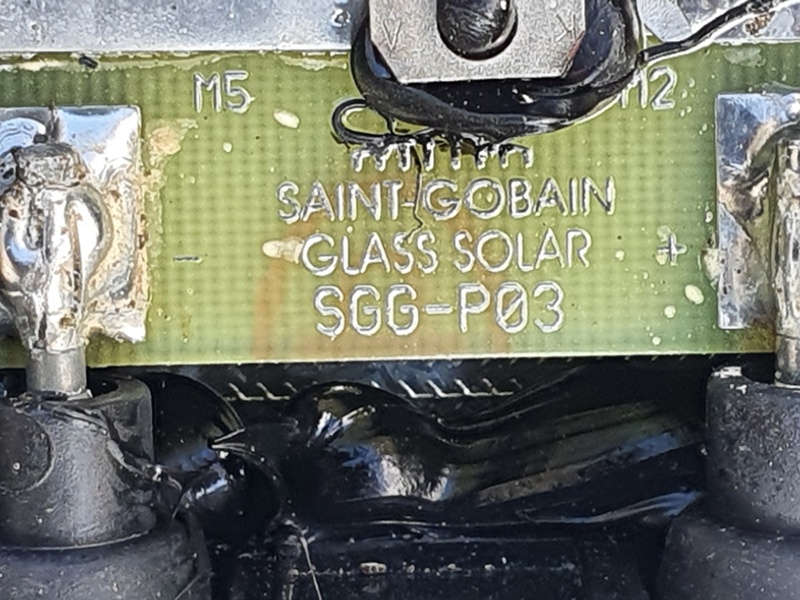 M5
M2
SAINT-GOBAIN
GLASS SOLAR
- +
SGG-P03